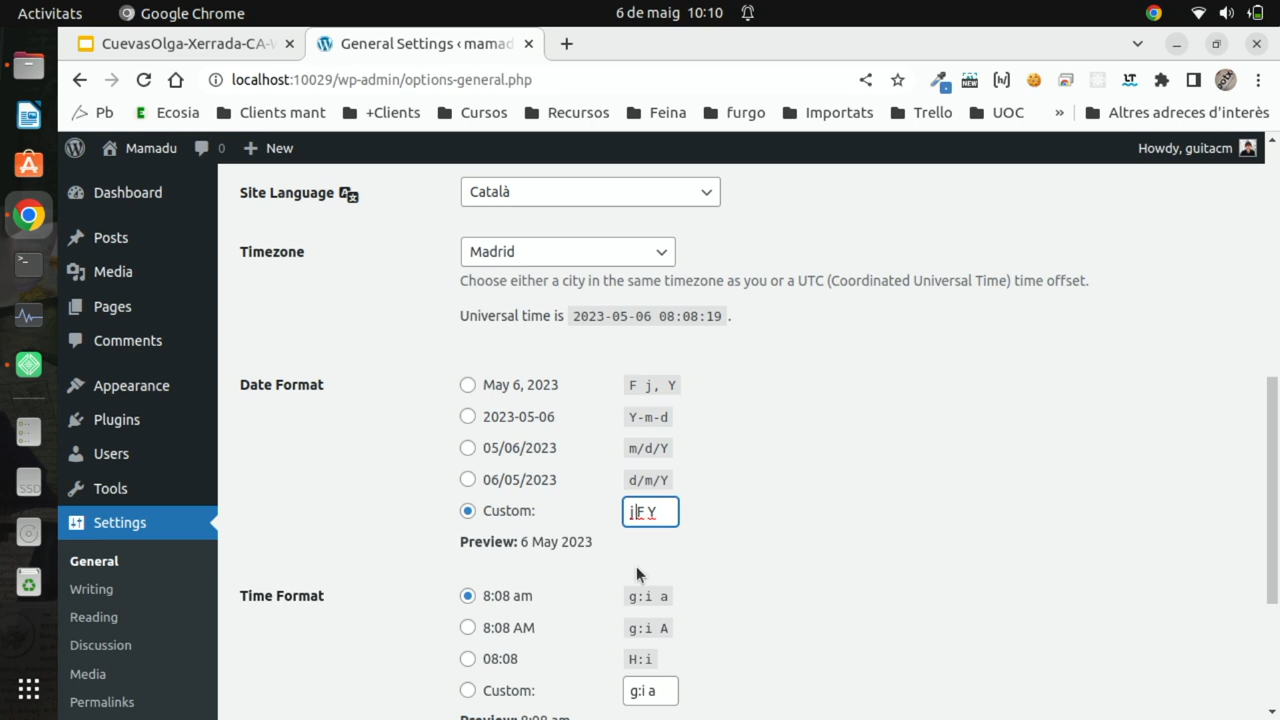 Activitats Google Chrome 6 de maig 10:10
CuevasOlga-Xerrada-CA-V General Settings ‹ mamad
localhost:10029/wp-admin/options-general.php
Pb Ecosia Clients mant +Clients Cursos Recursos Feina furgo Importats Trello UOC » Altres adreces d'interès
Mamadu 0 New Howdy, guitacm
Dashboard
Posts
Media
Pages
Comments
Appearance
Plugins
Users
Tools
Settings
General
Writing
Reading
Discussion
Media
Permalinks
SSD
Site Language Català
Timezone Madrid
Choose either a city in the same timezone as you or a UTC (Coordinated Universal Time) time offset.
Universal time is 2023-05-06 08:08:19 .
Date Format May 6, 2023 F j, Y
2023-05-06 Y-m-d
05/06/2023 m/d/Y
06/05/2023 d/m/Y
Custom: j F Y
Preview: 6 May 2023
Time Format 8:08 am g:i a
8:08 AM g:i A
08:08 H:i
Custom: g:i a
Preview: 8:08 am